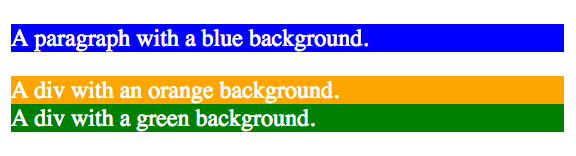 A paragraph with a blue background.
A div with an orange background.
A div with a green background.